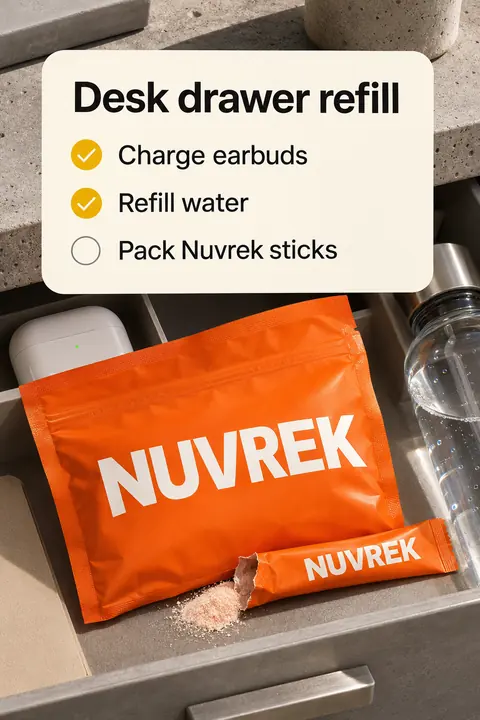 Desk drawer refill
Charge earbuds
Refill water
Pack Nuvrek sticks
NUVREK
NUVREK